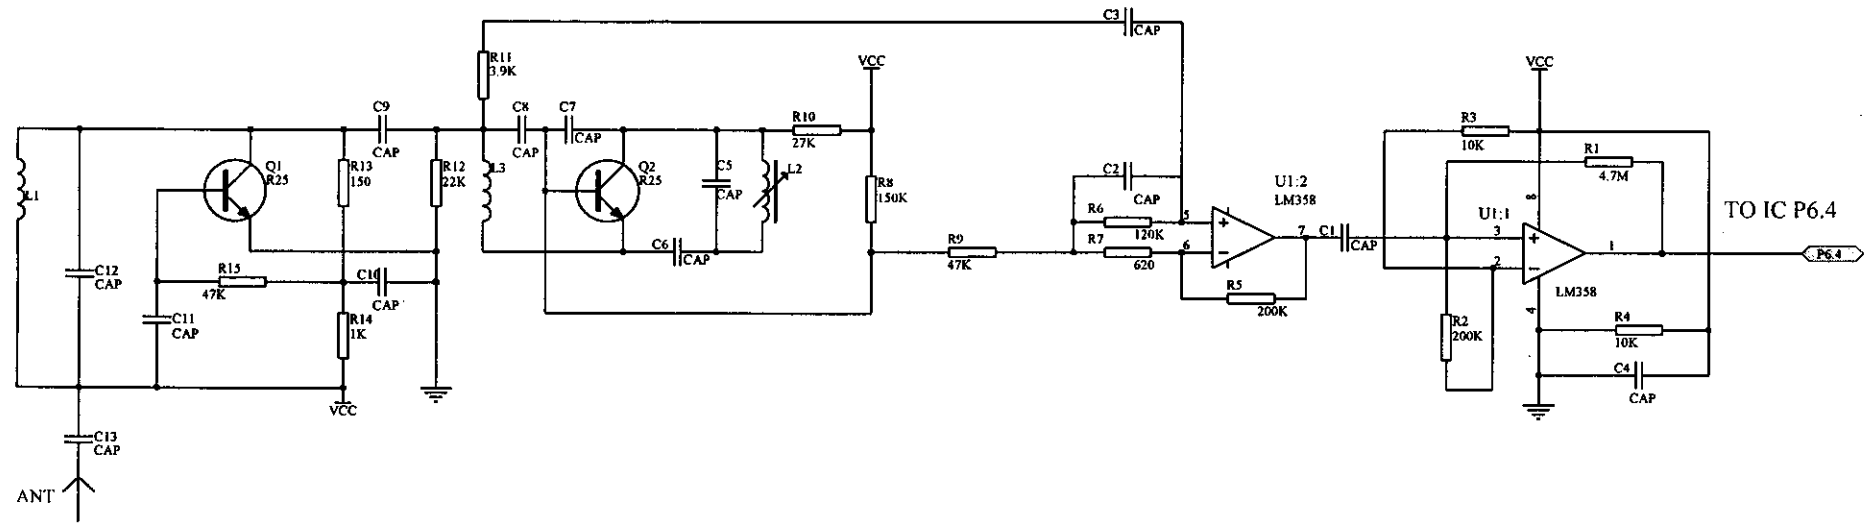 C3
CAP
R11
3.9K
VCC
VCC
C9
CAP
C8
CAP
C7
CAP
R10
27K
R3
10K
R1
4.7M
Q1
R25
R13
150
R12
22K
L3
Q2
R25
C5
CAP
L2
R8
150K
C2
CAP
U1:2
LM358
L1
R6
120K
5
+
7
C1
CAP
8
U1:1
3
+
1
TO IC P6.4
P6.4
R9
47K
R7
620
6
−
2
−
C6
CAP
C12
CAP
R15
47K
C10
CAP
R5
200K
LM358
4
C11
CAP
R14
1K
R2
200K
R4
10K
C4
CAP
VCC
C13
CAP
ANT